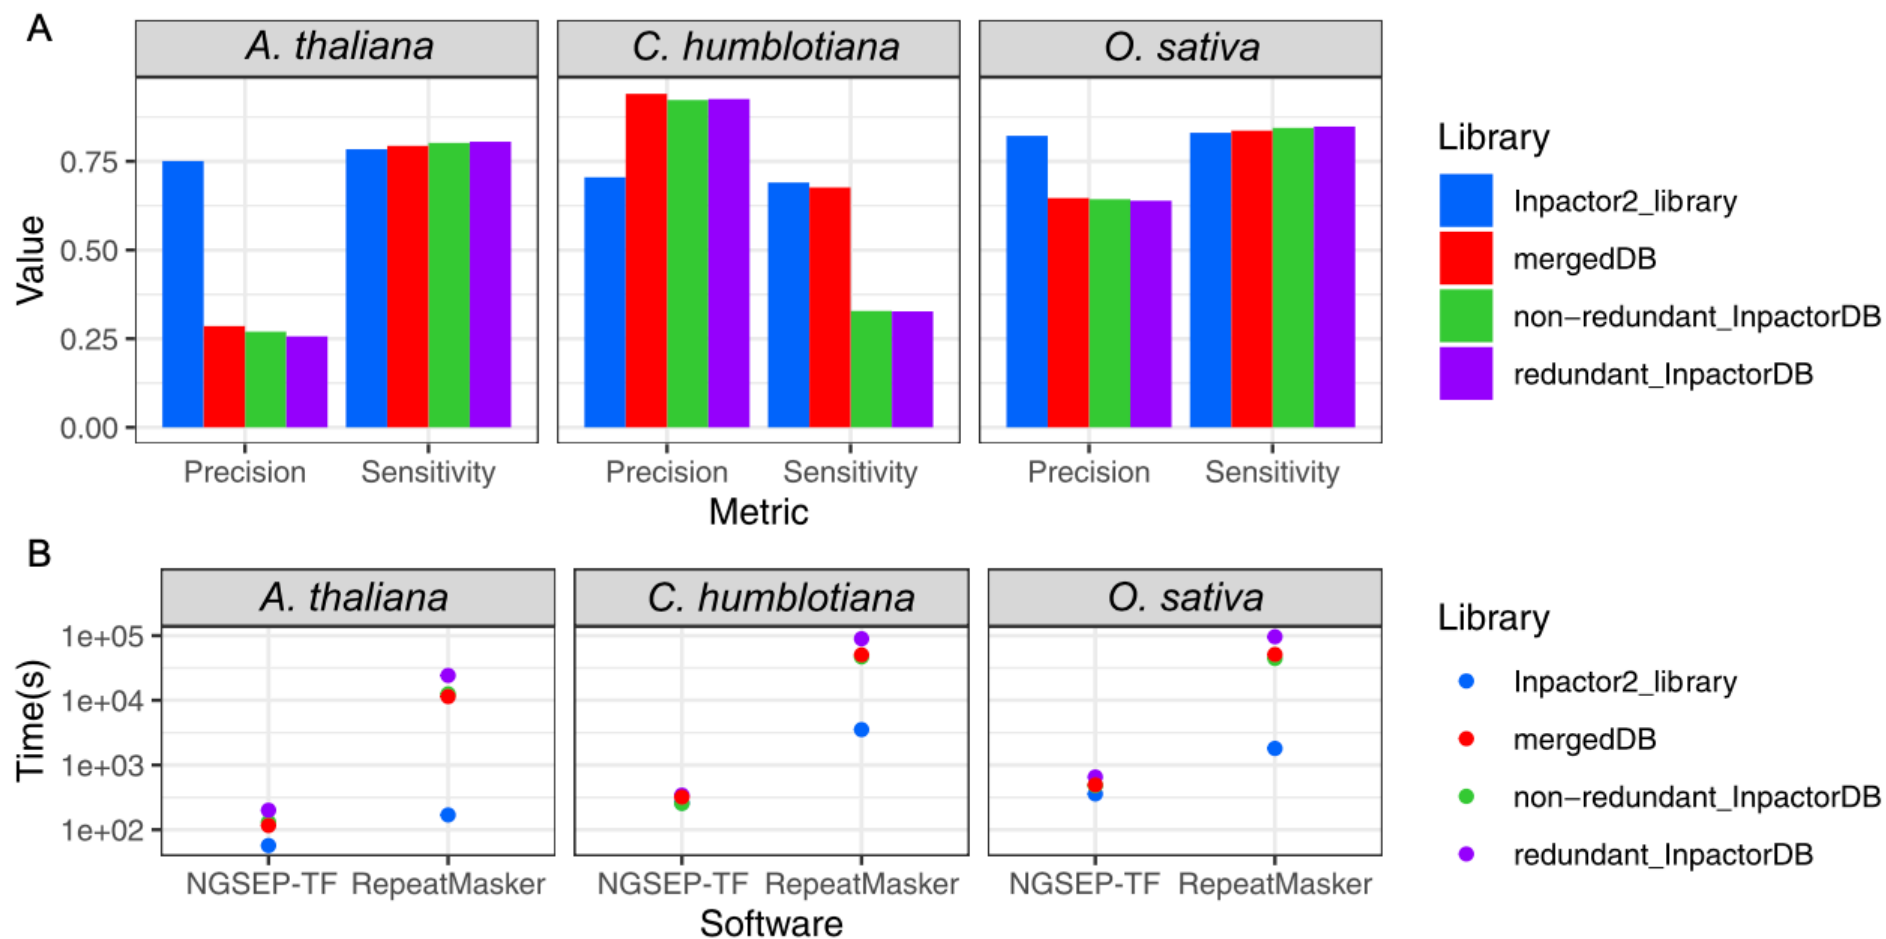 A
A. thaliana
C. humblotiana
O. sativa
Value
0.75
0.50
0.25
0.00
Precision
Sensitivity
Precision
Sensitivity
Precision
Sensitivity
Metric
Library
Inpactor2_library
mergedDB
non−redundant_InpactorDB
redundant_InpactorDB
B
A. thaliana
C. humblotiana
O. sativa
Time(s)
1e+05
1e+04
1e+03
1e+02
NGSEP-TF
RepeatMasker
NGSEP-TF
RepeatMasker
NGSEP-TF
RepeatMasker
Software
Library
Inpactor2_library
mergedDB
non−redundant_InpactorDB
redundant_InpactorDB